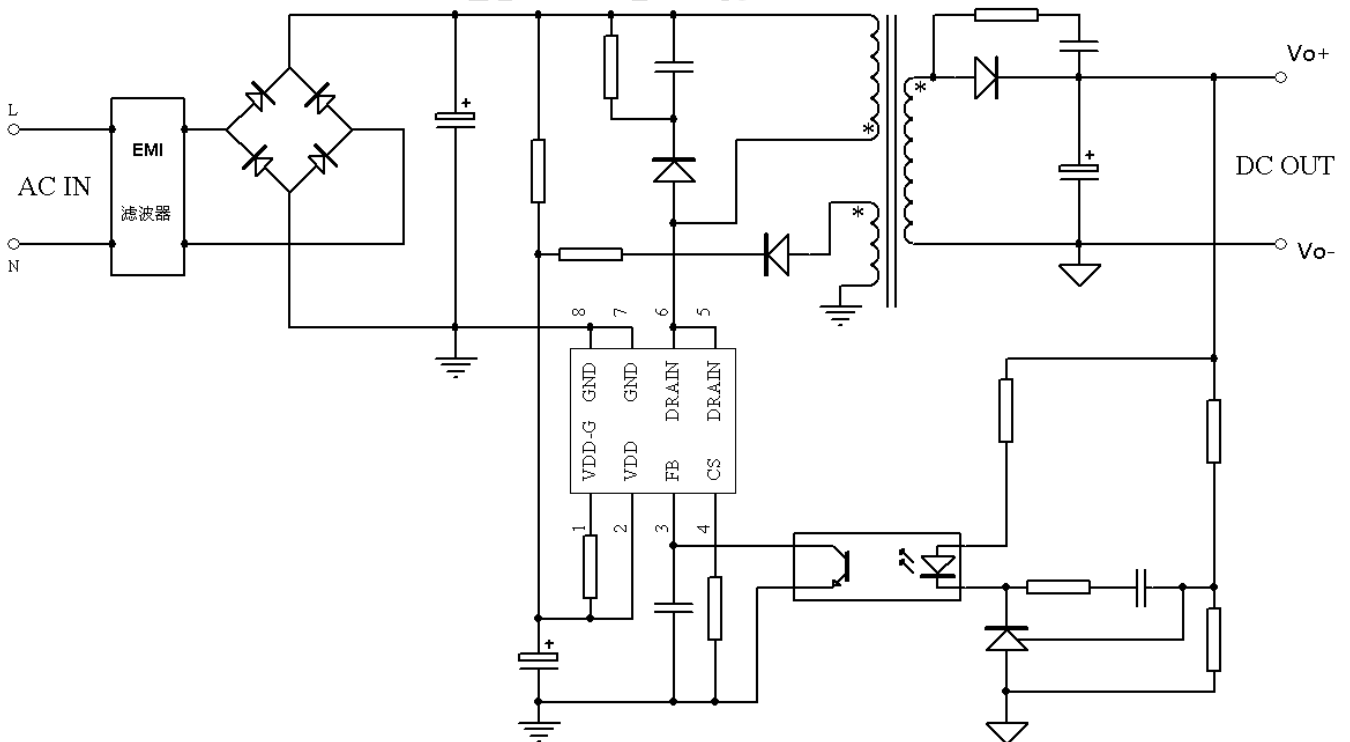 L
AC IN
N
EMI
滤波器
+
*
*
*
+
Vo+
DC OUT
Vo-
8
7
6
5
GND
GND
DRAIN
DRAIN
VDD-G
VDD
FB
CS
1
2
3
4
+